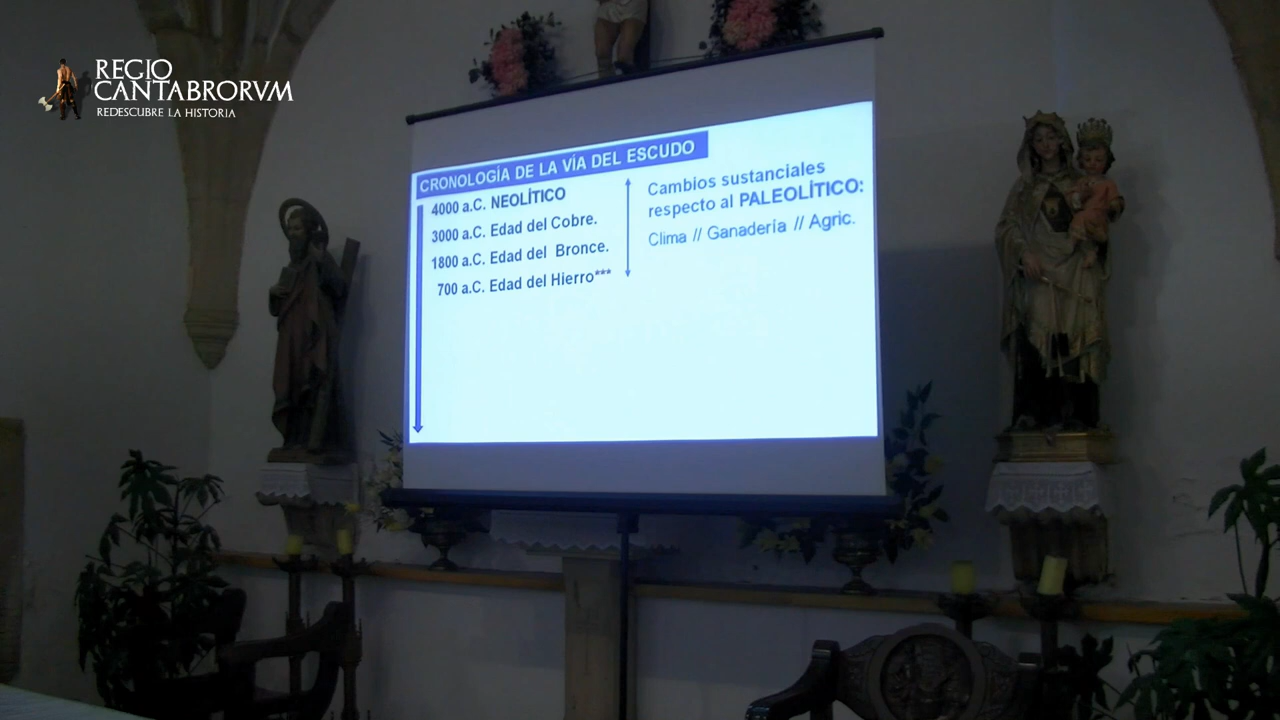 REGIO
CANTABRORVM
REDESCUBRE LA HISTORIA
CRONOLOGÍA DE LA VÍA DEL ESCUDO
4000 a.C. NEOLÍTICO
3000 a.C. Edad del Cobre.
1800 a.C. Edad del Bronce.
700 a.C. Edad del Hierro***
Cambios sustanciales
respecto al PALEOLÍTICO:
Clima // Ganadería // Agric.